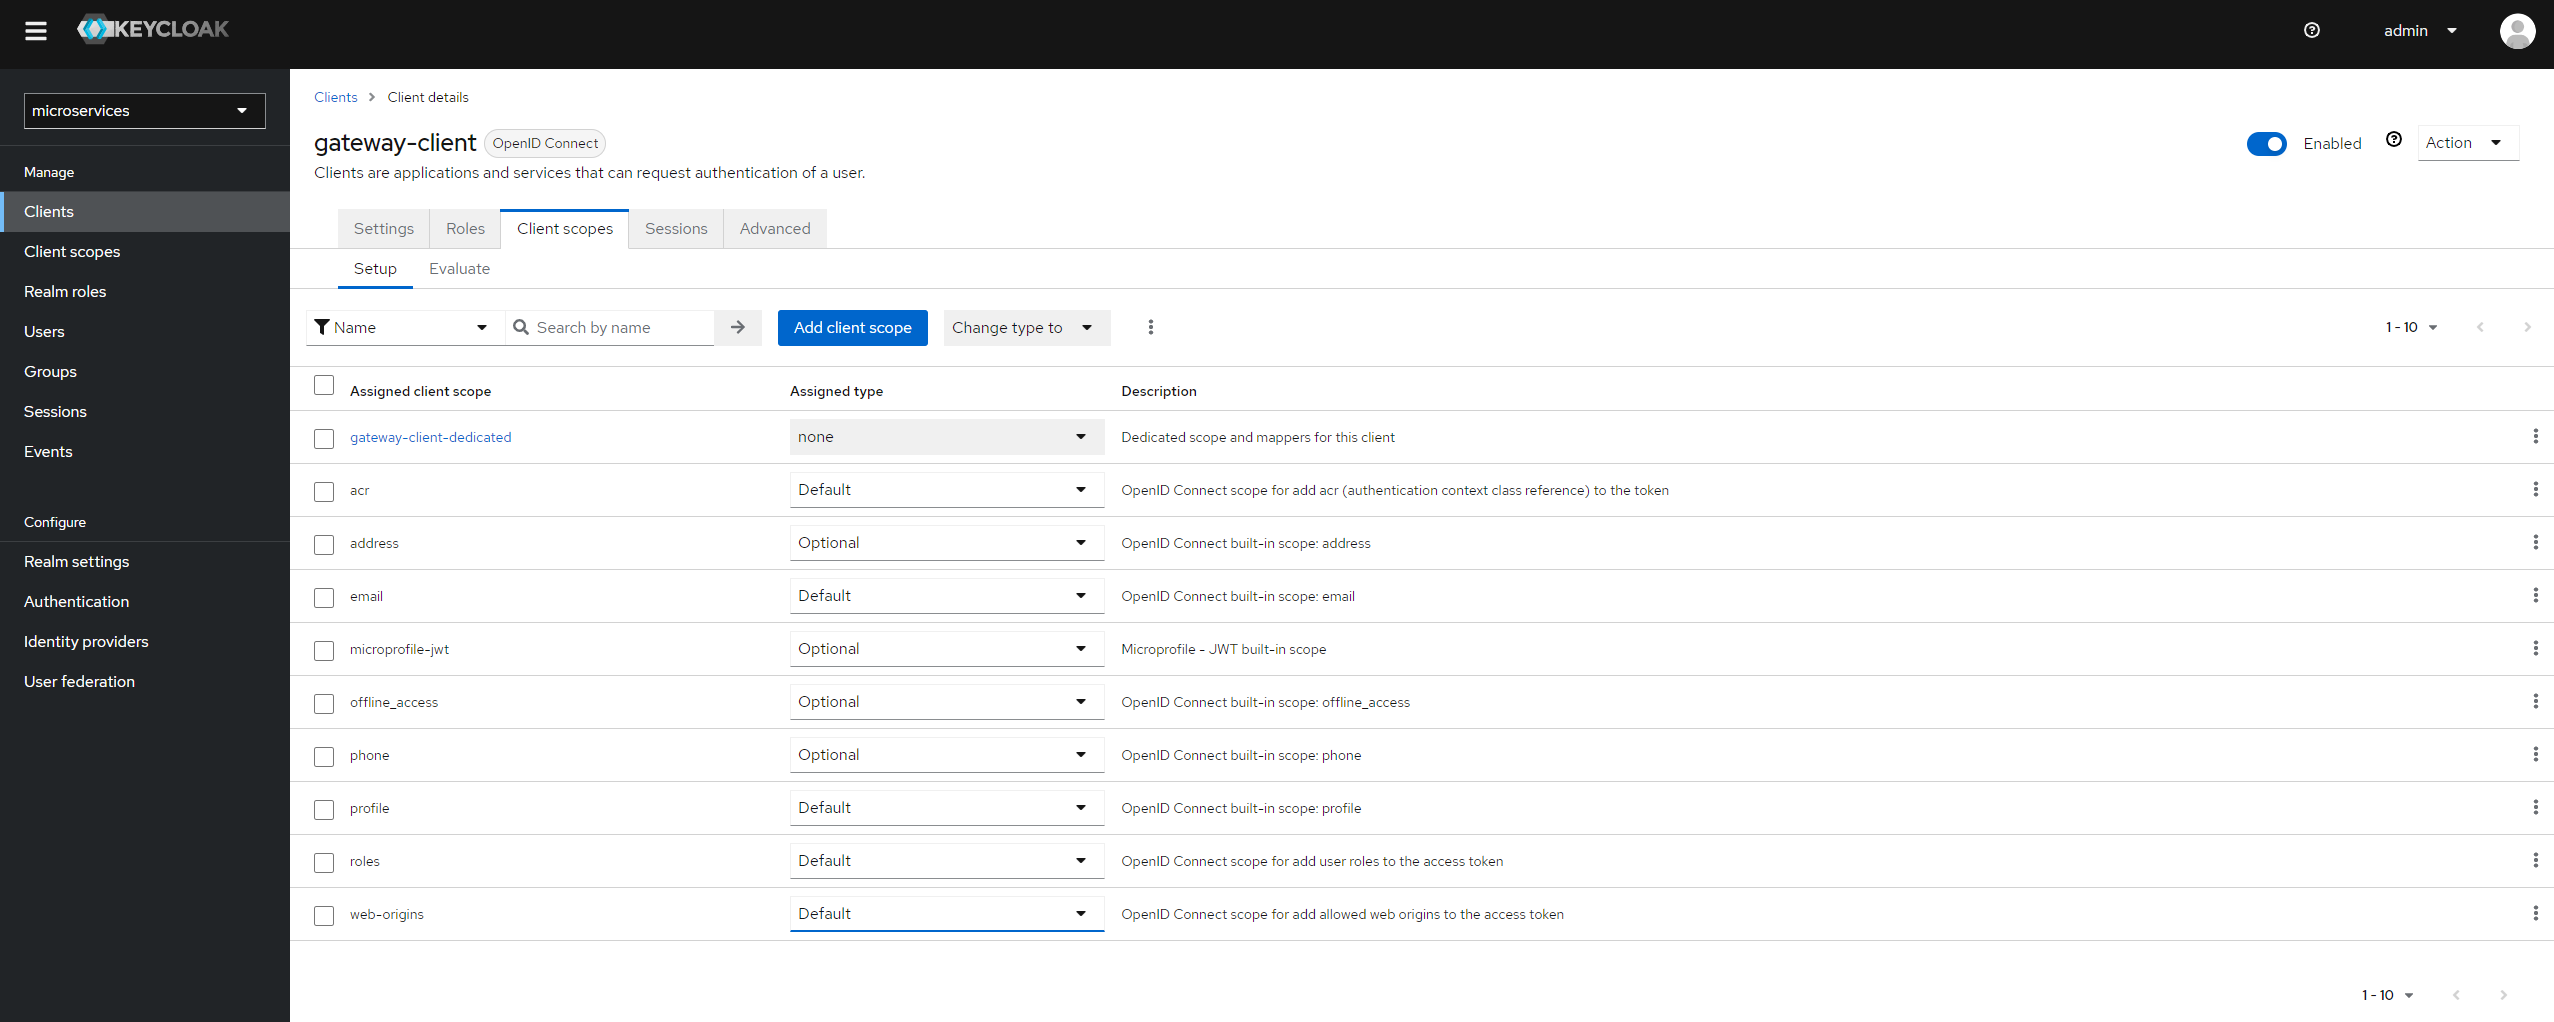 KEYCLOAK
admin
microservices
Manage
Clients
Client scopes
Realm roles
Users
Groups
Sessions
Events
Configure
Realm settings
Authentication
Identity providers
User federation
Clients > Client details
gateway-client OpenID Connect
Enabled Action
Clients are applications and services that can request authentication of a user.
Settings Roles Client scopes Sessions Advanced
Setup Evaluate
Name Search by name Add client scope Change type to 1 - 10
Assigned client scope Assigned type Description
gateway-client-dedicated none Dedicated scope and mappers for this client
acr Default OpenID Connect scope for add acr (authentication context class reference) to the token
address Optional OpenID Connect built-in scope: address
email Default OpenID Connect built-in scope: email
microprofile-jwt Optional Microprofile - JWT built-in scope
offline_access Optional OpenID Connect built-in scope: offline_access
phone Optional OpenID Connect built-in scope: phone
profile Default OpenID Connect built-in scope: profile
roles Default OpenID Connect scope for add user roles to the access token
web-origins Default OpenID Connect scope for add allowed web origins to the access token
1 - 10